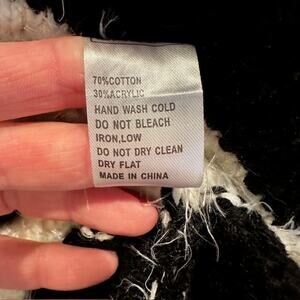 70%COTTON
30%ACRYLIC
HAND WASH COLD
DO NOT BLEACH
IRON,LOW
DO NOT DRY CLEAN
DRY FLAT
MADE IN CHINA